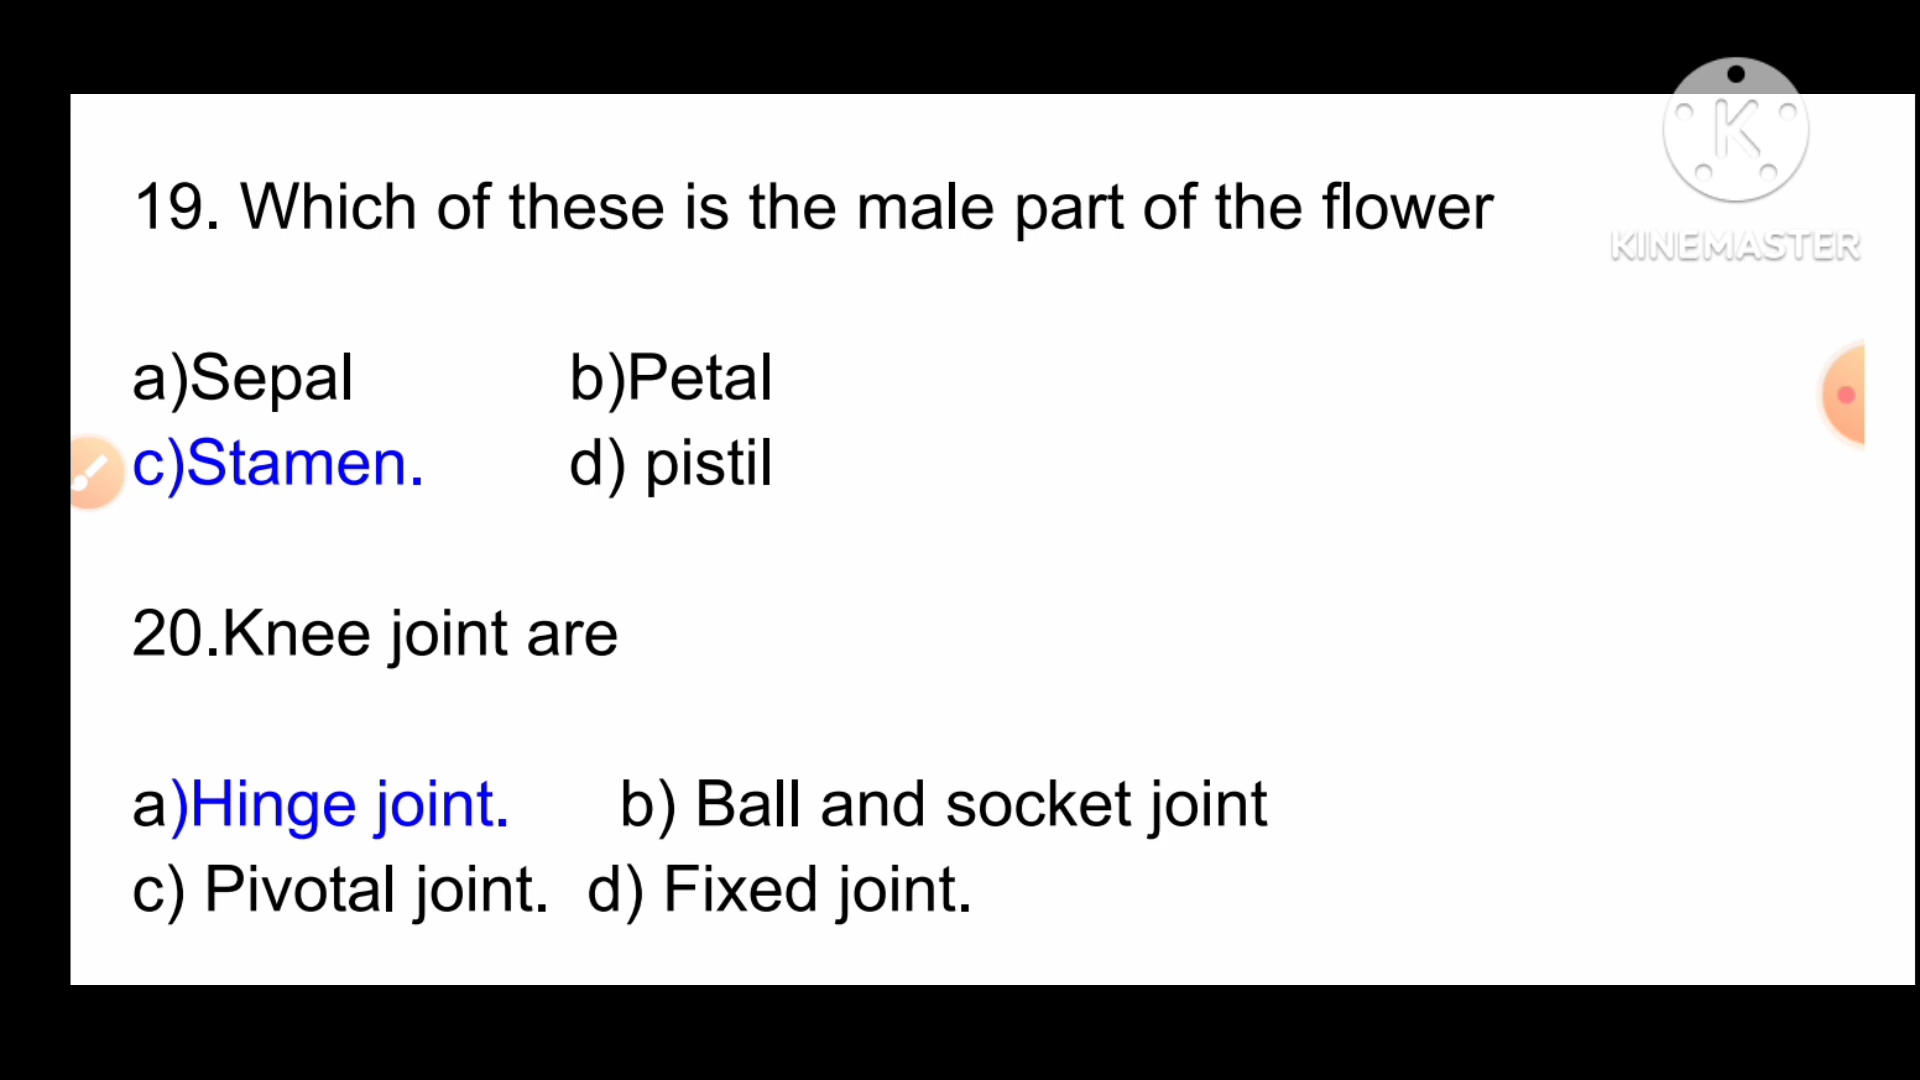 19. Which of these is the male part of the flower
K
KINEMASTER
a)Sepal b)Petal
c)Stamen. d) pistil
20.Knee joint are
a)Hinge joint. b) Ball and socket joint
c) Pivotal joint. d) Fixed joint.